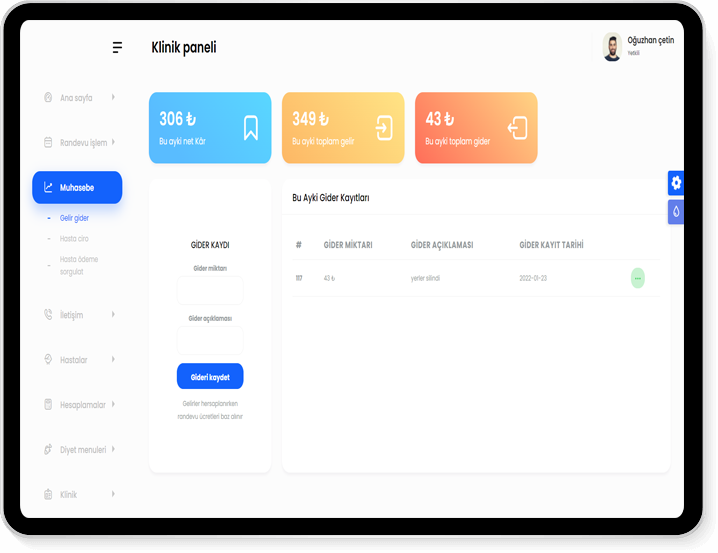 Klinik paneli
Oğuzhan çetin
Yetkili
Ana sayfa
Randevu işlem
Muhasebe
Gelir gider
Hasta ciro
Hasta ödeme
sorgulat
İletişim
Hastalar
Hesaplamalar
Diyet menuleri
Klinik
306 ₺
Bu ayki net Kâr
349 ₺
Bu ayki toplam gelir
43 ₺
Bu ayki toplam gider
GİDER KAYDI
Gider miktarı
Gider açıklaması
Gideri kaydet
Gelirler hersaplanırken
randevu ücretleri baz alınır
Bu Ayki Gider Kayıtları
# GİDER MİKTARI GİDER AÇIKLAMASI GİDER KAYIT TARİHİ
117 43 ₺ yerler silindi 2022-01-23